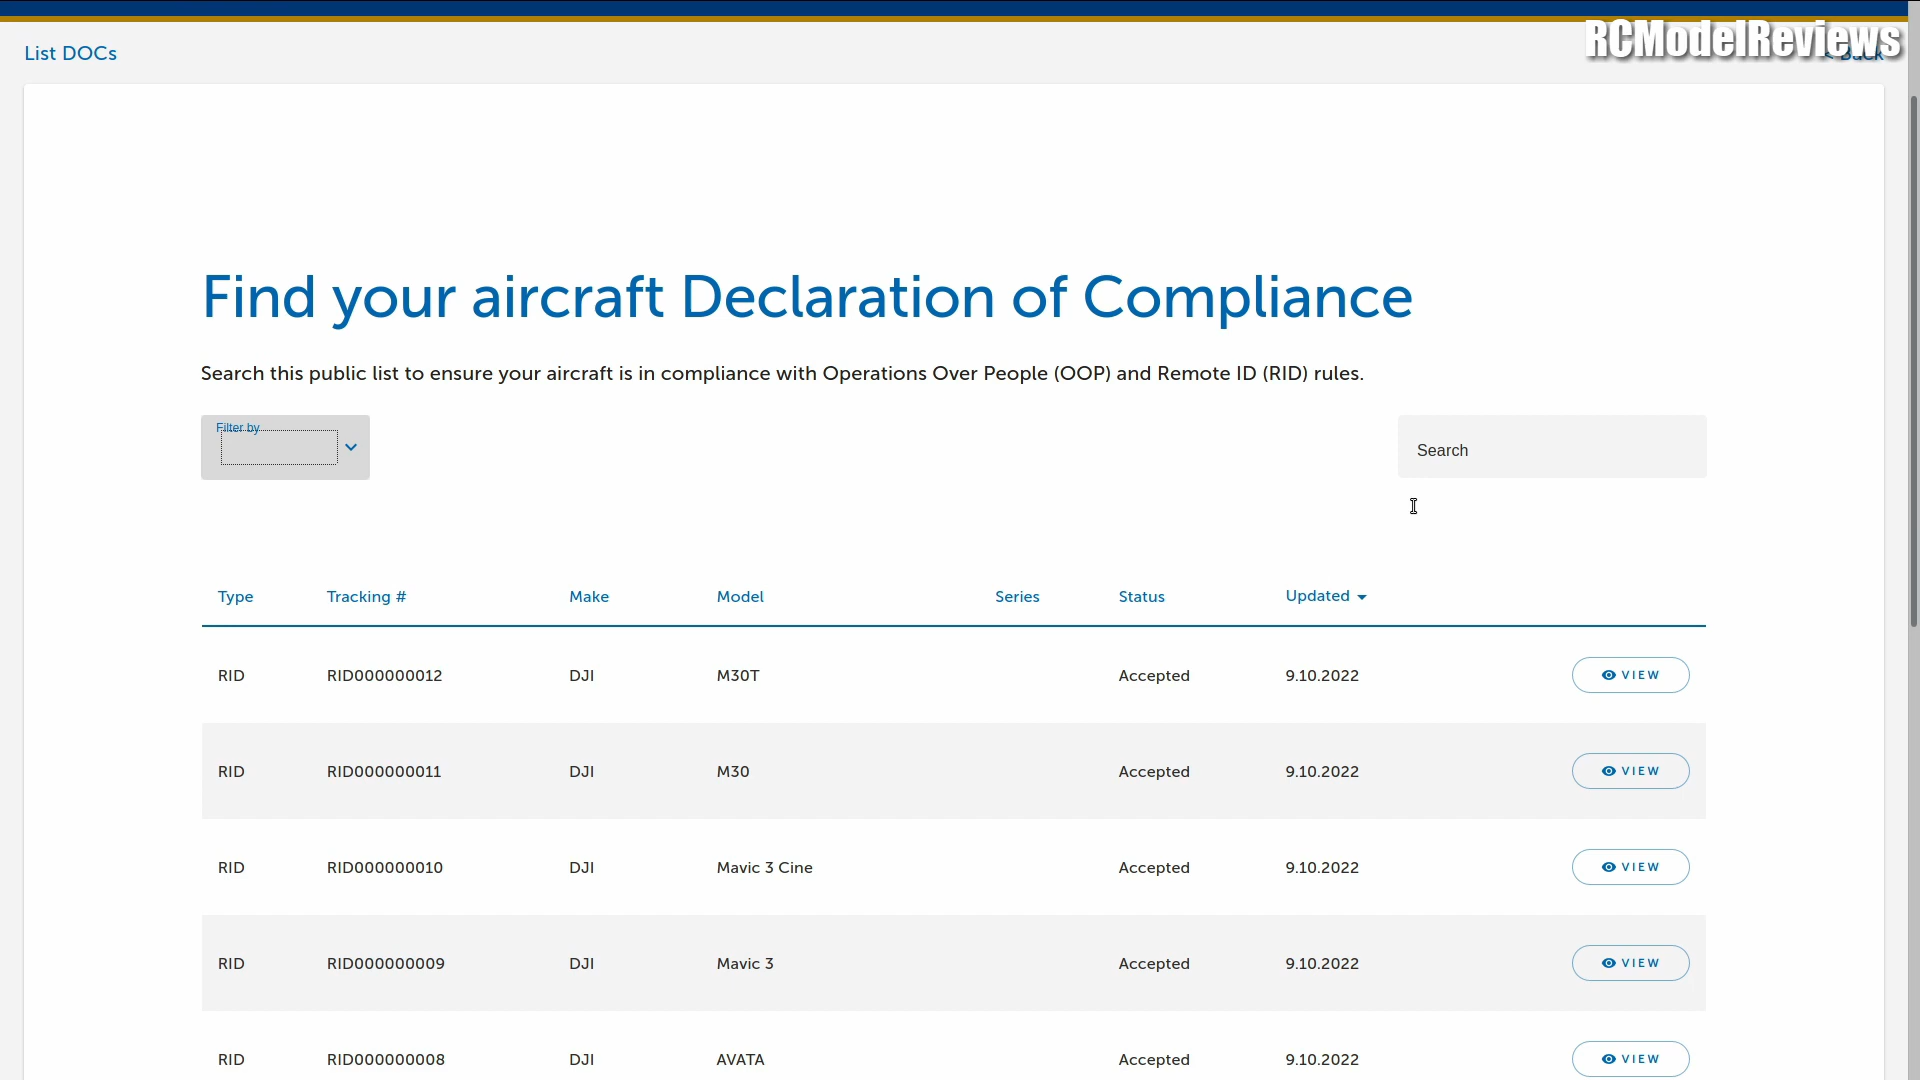 List DOCs
RCModelReviews
< Back
Find your aircraft Declaration of Compliance
Search this public list to ensure your aircraft is in compliance with Operations Over People (OOP) and Remote ID (RID) rules.
Filter by
Search
Type Tracking # Make Model Series Status Updated
RID RID000000012 DJI M30T Accepted 9.10.2022 VIEW
RID RID000000011 DJI M30 Accepted 9.10.2022 VIEW
RID RID000000010 DJI Mavic 3 Cine Accepted 9.10.2022 VIEW
RID RID000000009 DJI Mavic 3 Accepted 9.10.2022 VIEW
RID RID000000008 DJI AVATA Accepted 9.10.2022 VIEW